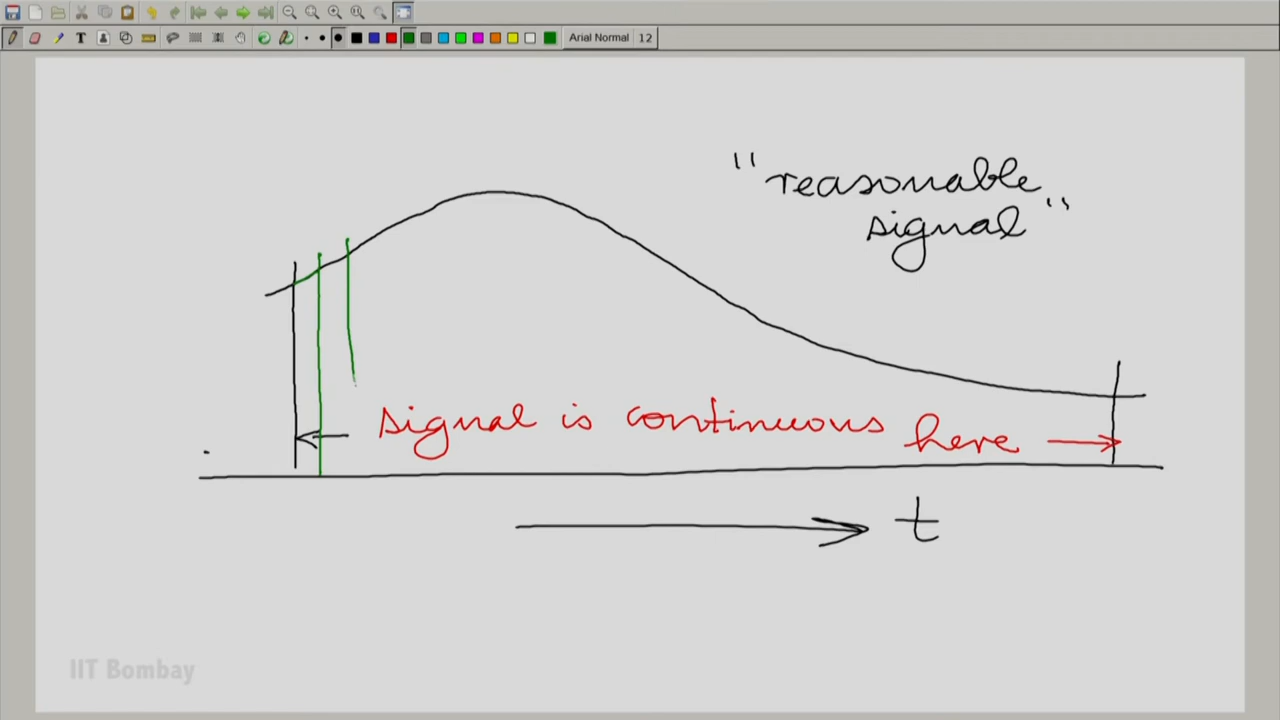 Arial Normal 12
"reasonable
signal"
signal is continuous here
t
IIT Bombay